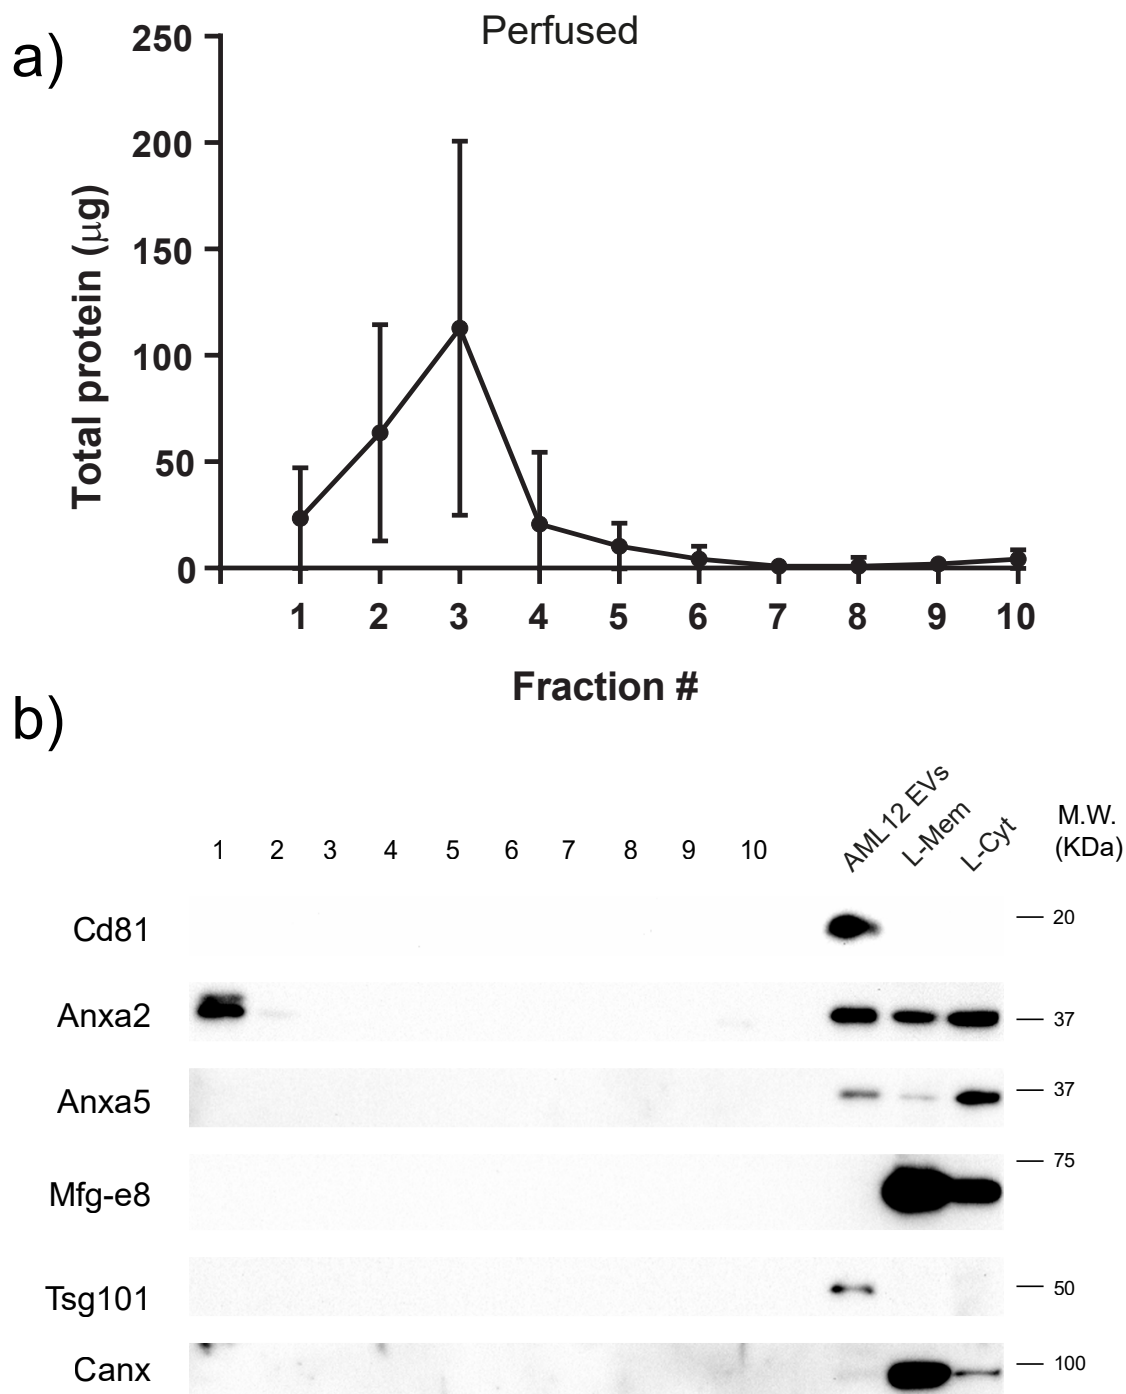 a)
Perfused
250
200
150
100
50
0
Total protein (μg)
1 2 3 4 5 6 7 8 9 10
Fraction #
b)
1 2 3 4 5 6 7 8 9 10 AML12 EVs L-Mem L-Cyt M.W.
(KDa)
Cd81 20
Anxa2 37
Anxa5 37
Mfg-e8 75
Tsg101 50
Canx 100